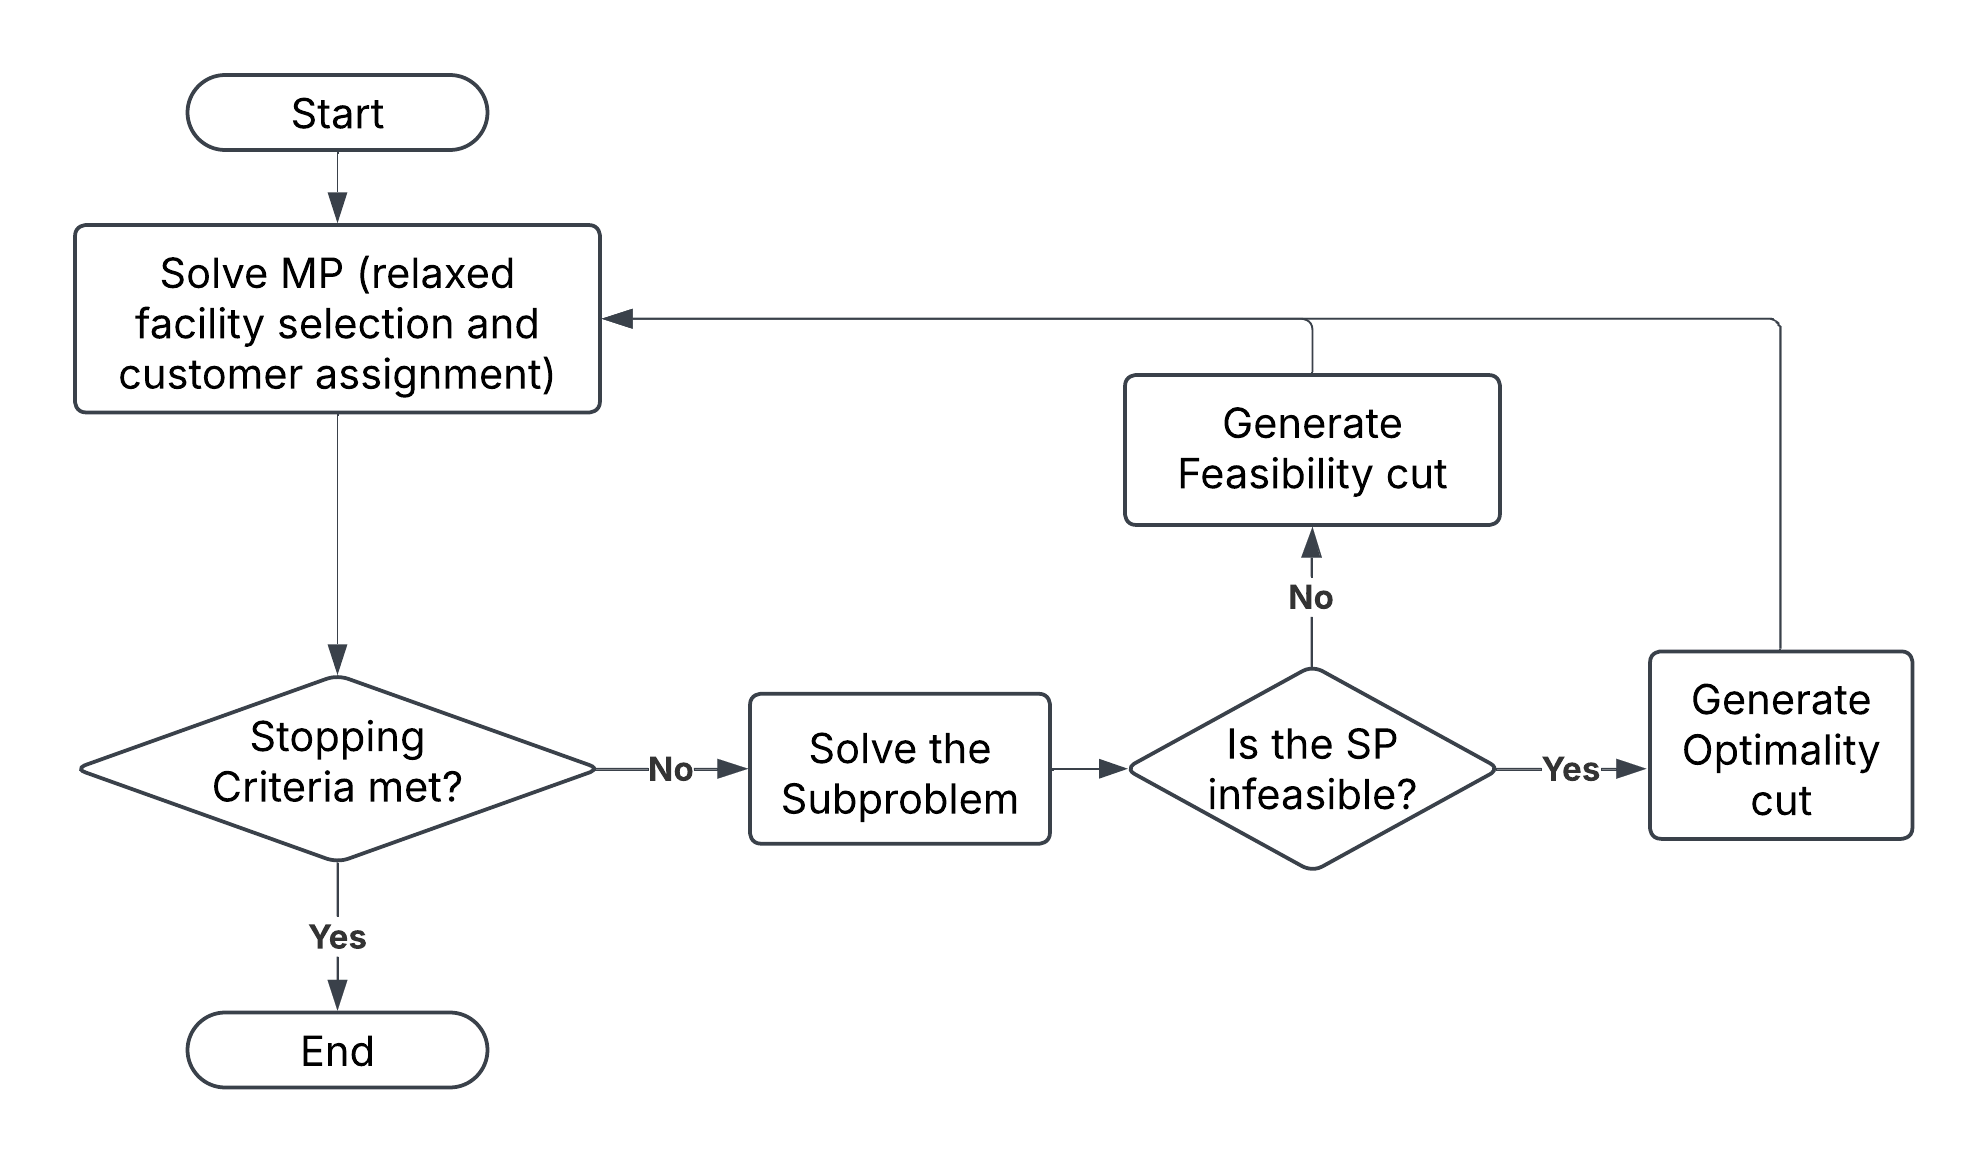 Start
Solve MP (relaxed
facility selection and
customer assignment)
Generate
Feasibility cut
No
Stopping
Criteria met?
No
Solve the
Subproblem
Is the SP
infeasible?
Yes
Generate
Optimality
cut
Yes
End